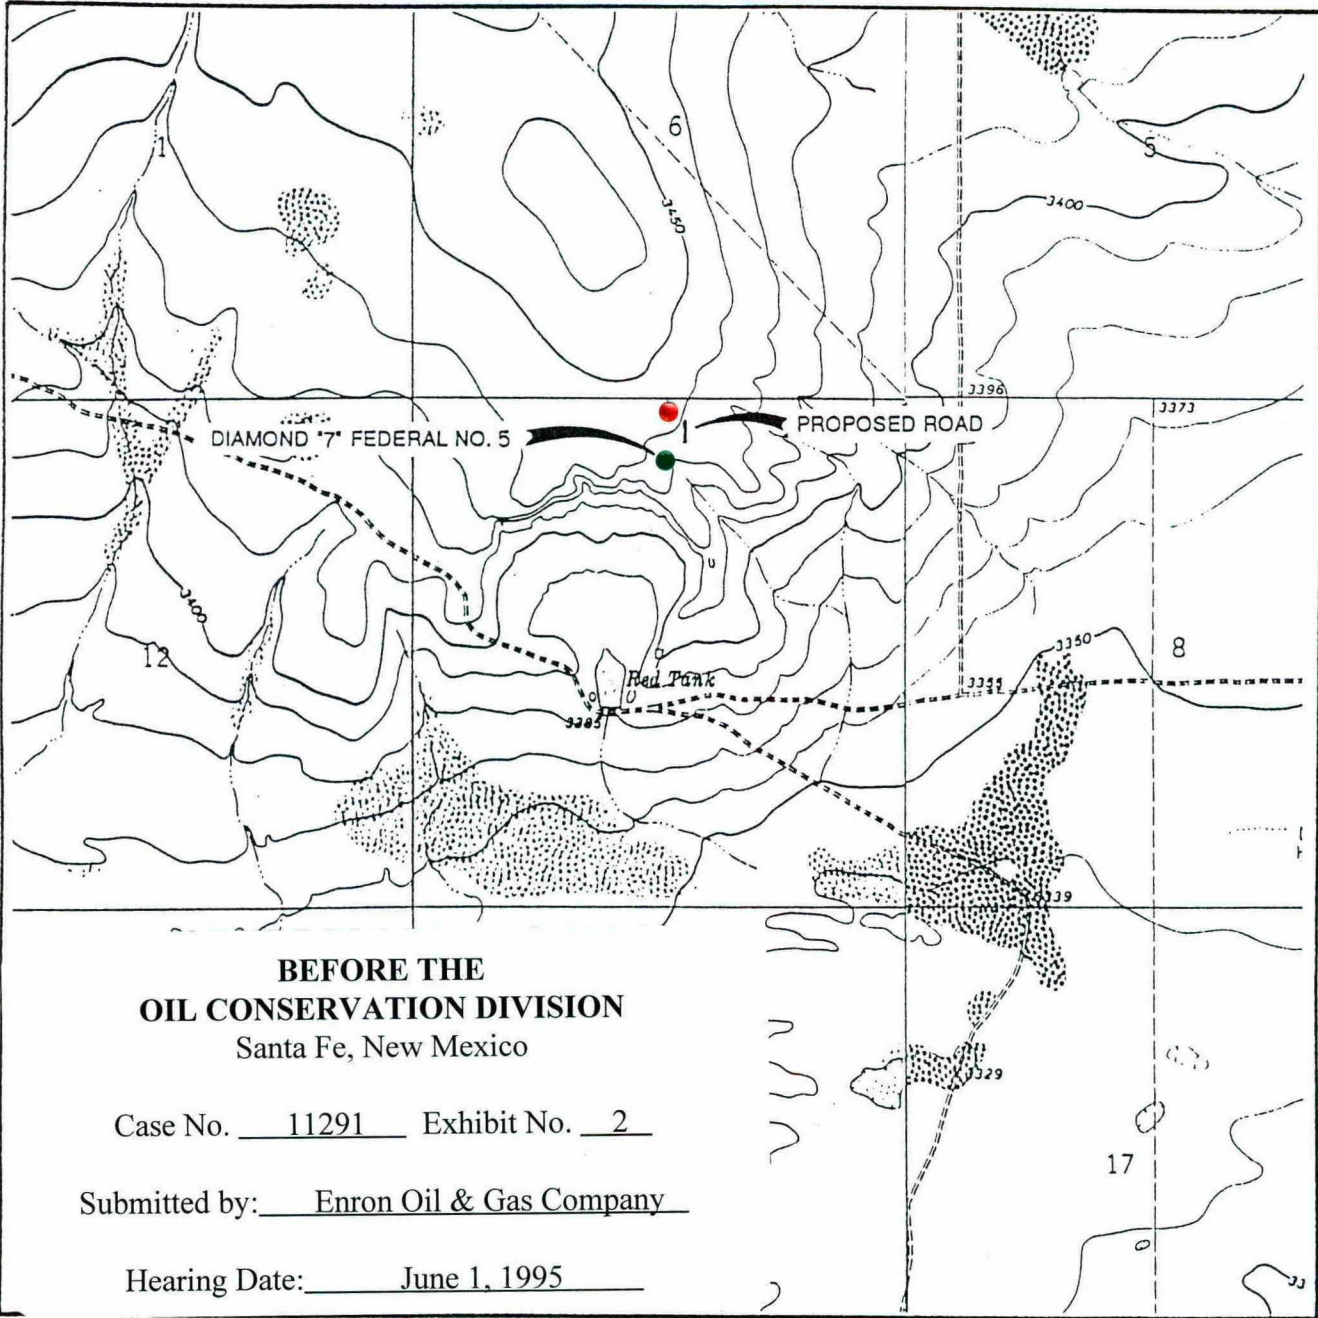 6
1
5
3450
3400
3396
3373
DIAMOND "7" FEDERAL NO. 5
1
PROPOSED ROAD
3400
12
3350
8
Red Tank
3355
3385
3339
BEFORE THE
OIL CONSERVATION DIVISION
Santa Fe, New Mexico
3329
Case No. 11291 Exhibit No. 2
17
Submitted by: Enron Oil & Gas Company
Hearing Date: June 1, 1995
33